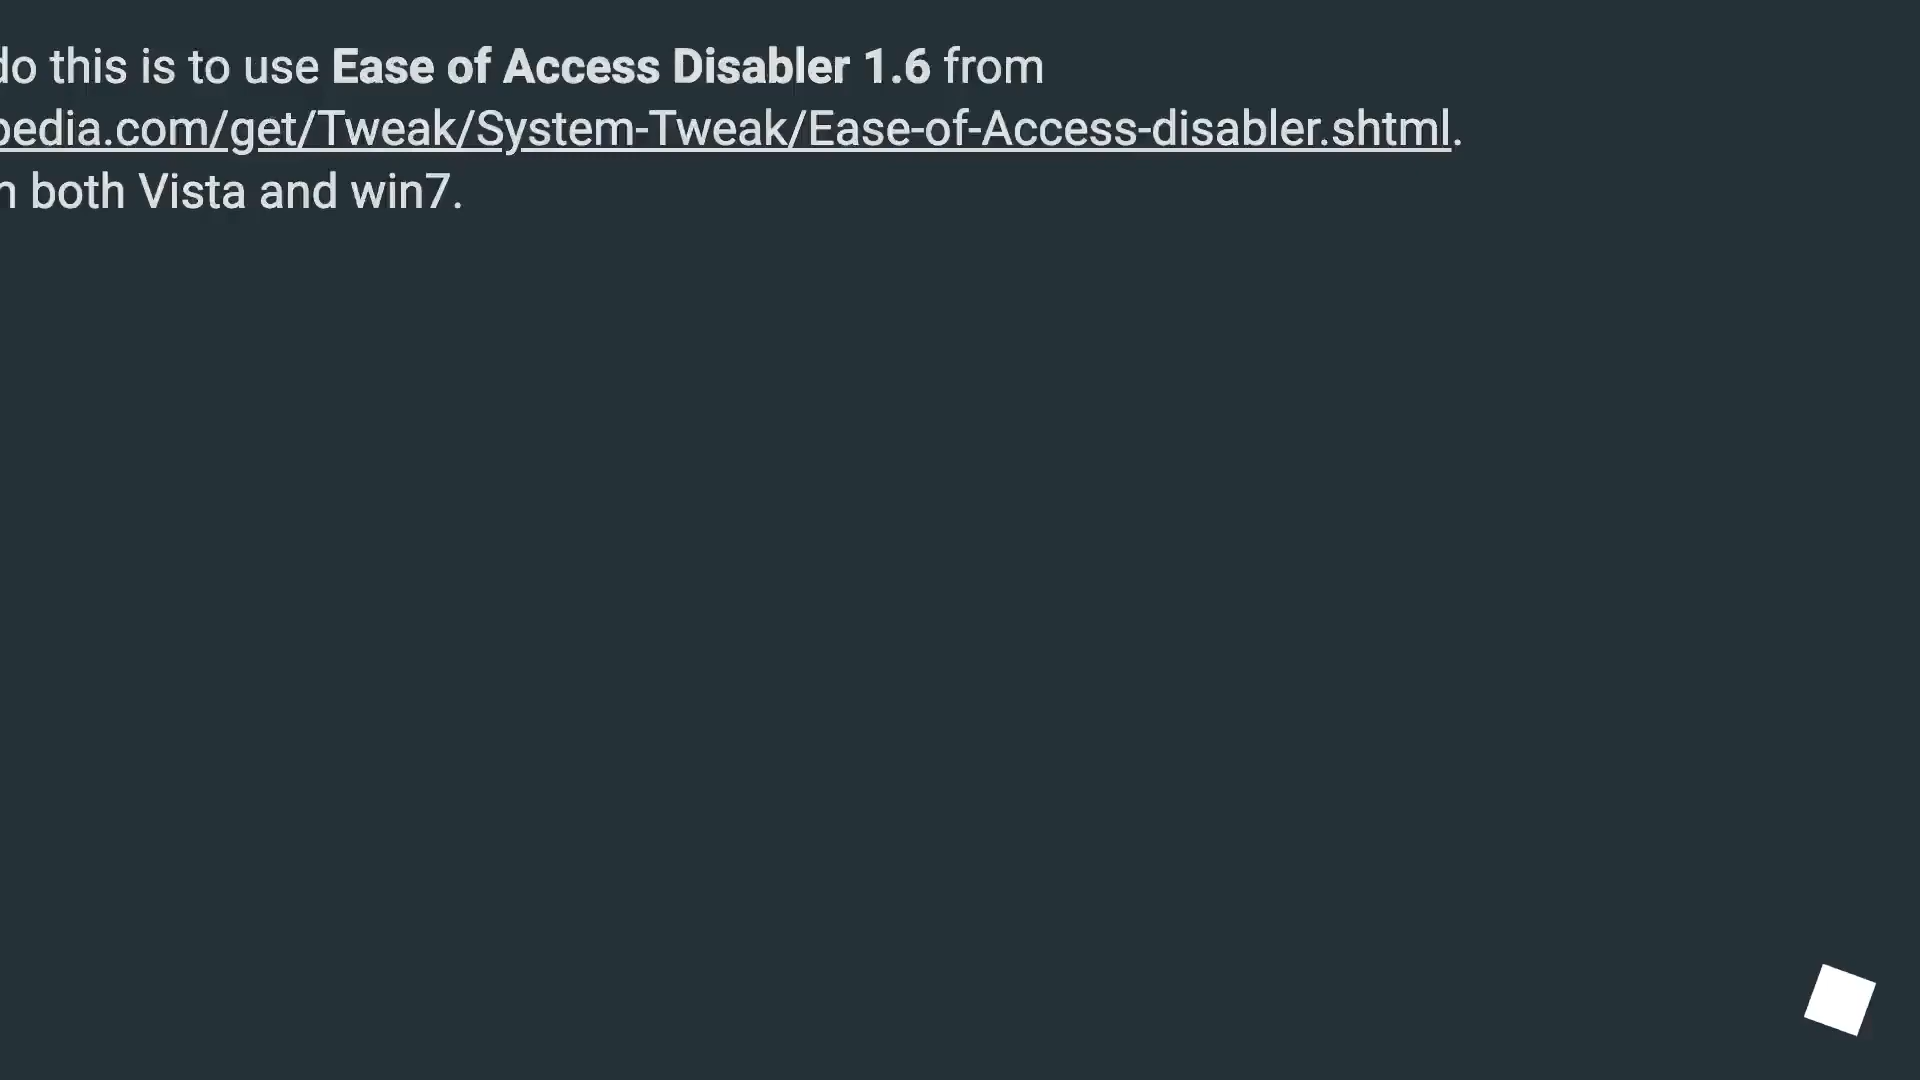 do this is to use Ease of Access Disabler 1.6 from
pedia.com/get/Tweak/System-Tweak/Ease-of-Access-disabler.shtml.
both Vista and win7.